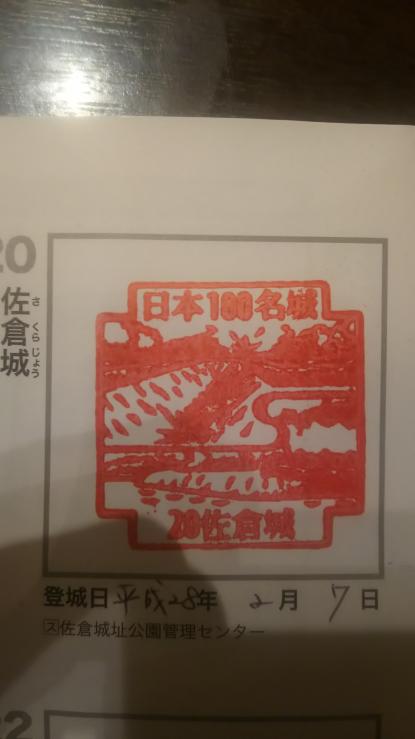 20
佐倉城
さくらじょう
日本100名城
20佐倉城
登城日 平成28年 2月 7日
ス佐倉城址公園管理センター
22